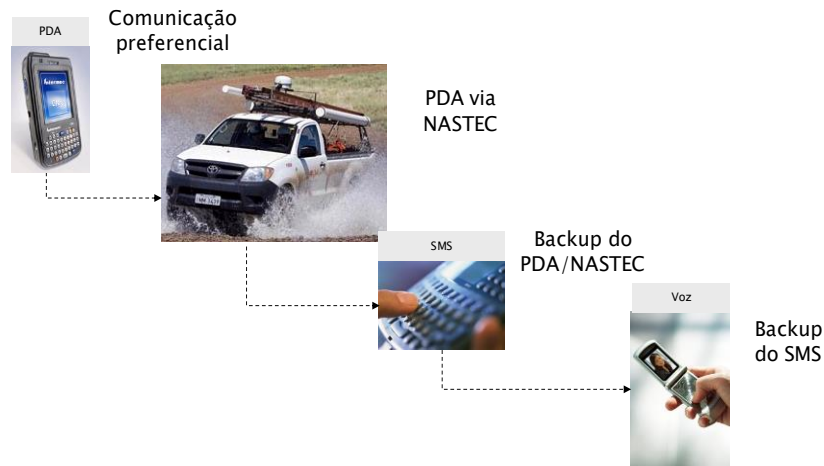 PDA
Comunicação
preferencial
PDA via
NASTEC
SMS
Backup do
PDA/NASTEC
Voz
Backup
do SMS